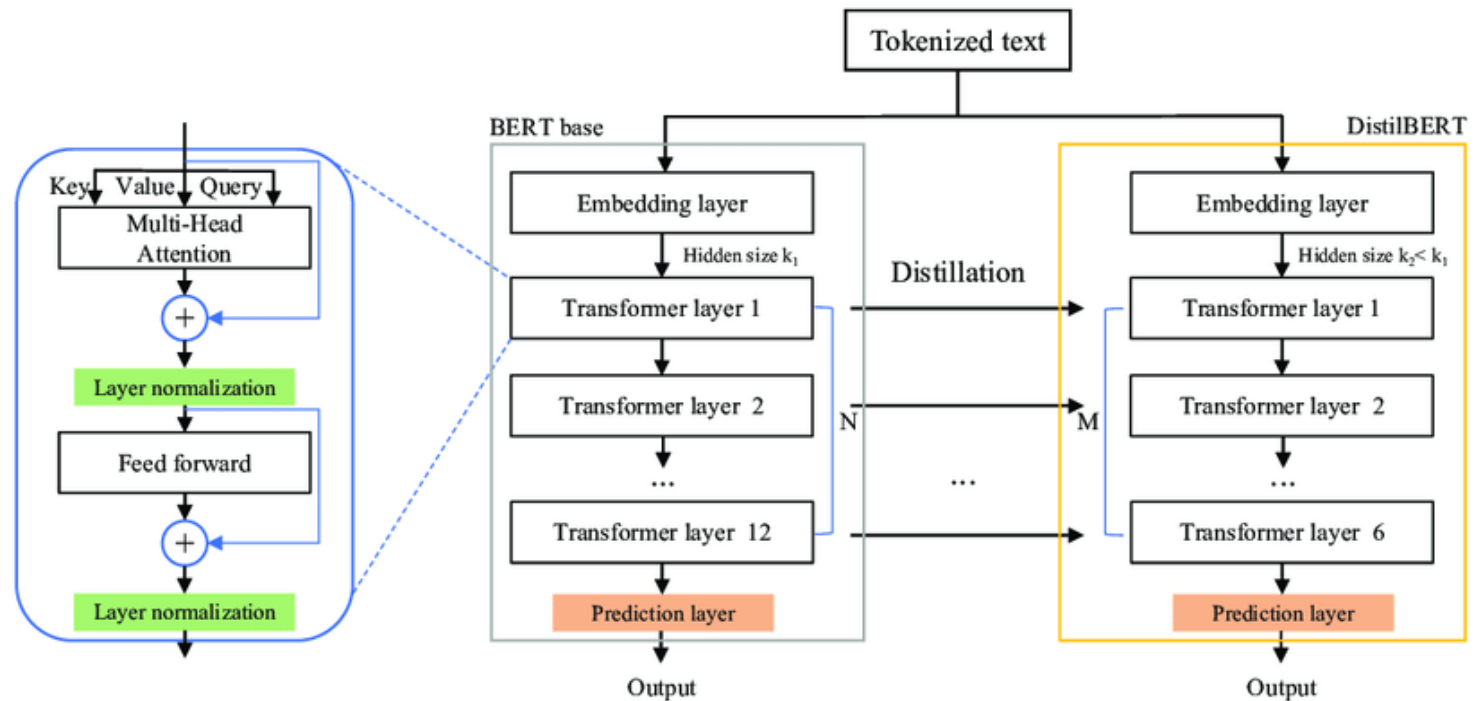 Tokenized text
BERT base
DistilBERT
Key Value Query
Multi-Head
Attention
+
Layer normalization
Feed forward
+
Layer normalization
Embedding layer
Hidden size k₁
Transformer layer 1
Transformer layer 2
...
Transformer layer 12
N
Prediction layer
Output
Distillation
...
Embedding layer
Hidden size k₂< k₁
Transformer layer 1
Transformer layer 2
...
Transformer layer 6
M
Prediction layer
Output